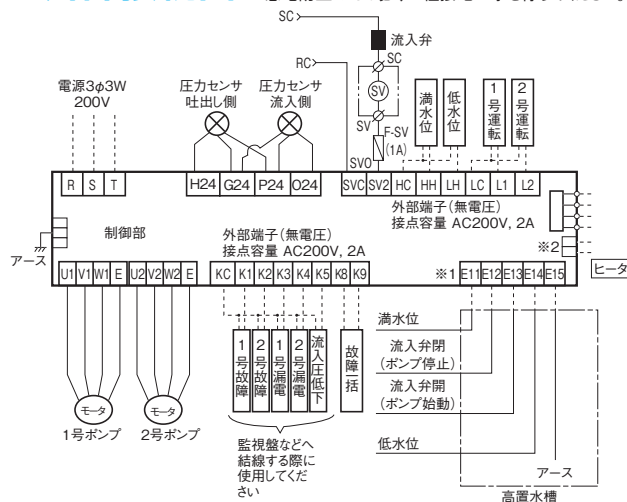 SC
流入弁
RC
SC
電源3φ3W
200V
圧力センサ
吐出し側
圧力センサ
流入側
SV
SV
F-SV
(1A)
SVO
満水位
低水位
1号運転
2号運転
R S T
H24 G24 P24 O24
SVC SV2 HC HH LH LC L1 L2
制御部
外部端子(無電圧)
接点容量 AC200V, 2A
外部端子(無電圧)
接点容量 AC200V, 2A
※2
ヒータ
アース
U1 V1 W1 E U2 V2 W2 E
KC K1 K2 K3 K4 K5 K8 K9
※1 E11 E12 E13 E14 E15
モータ
1号ポンプ
モータ
2号ポンプ
1号故障
2号故障
1号漏電
2号漏電
流入圧低下
故障一括
監視盤などへ
結線する際に
使用してくだ
さい
満水位
流入弁閉
(ポンプ停止)
流入弁開
(ポンプ始動)
低水位
アース
高置水槽